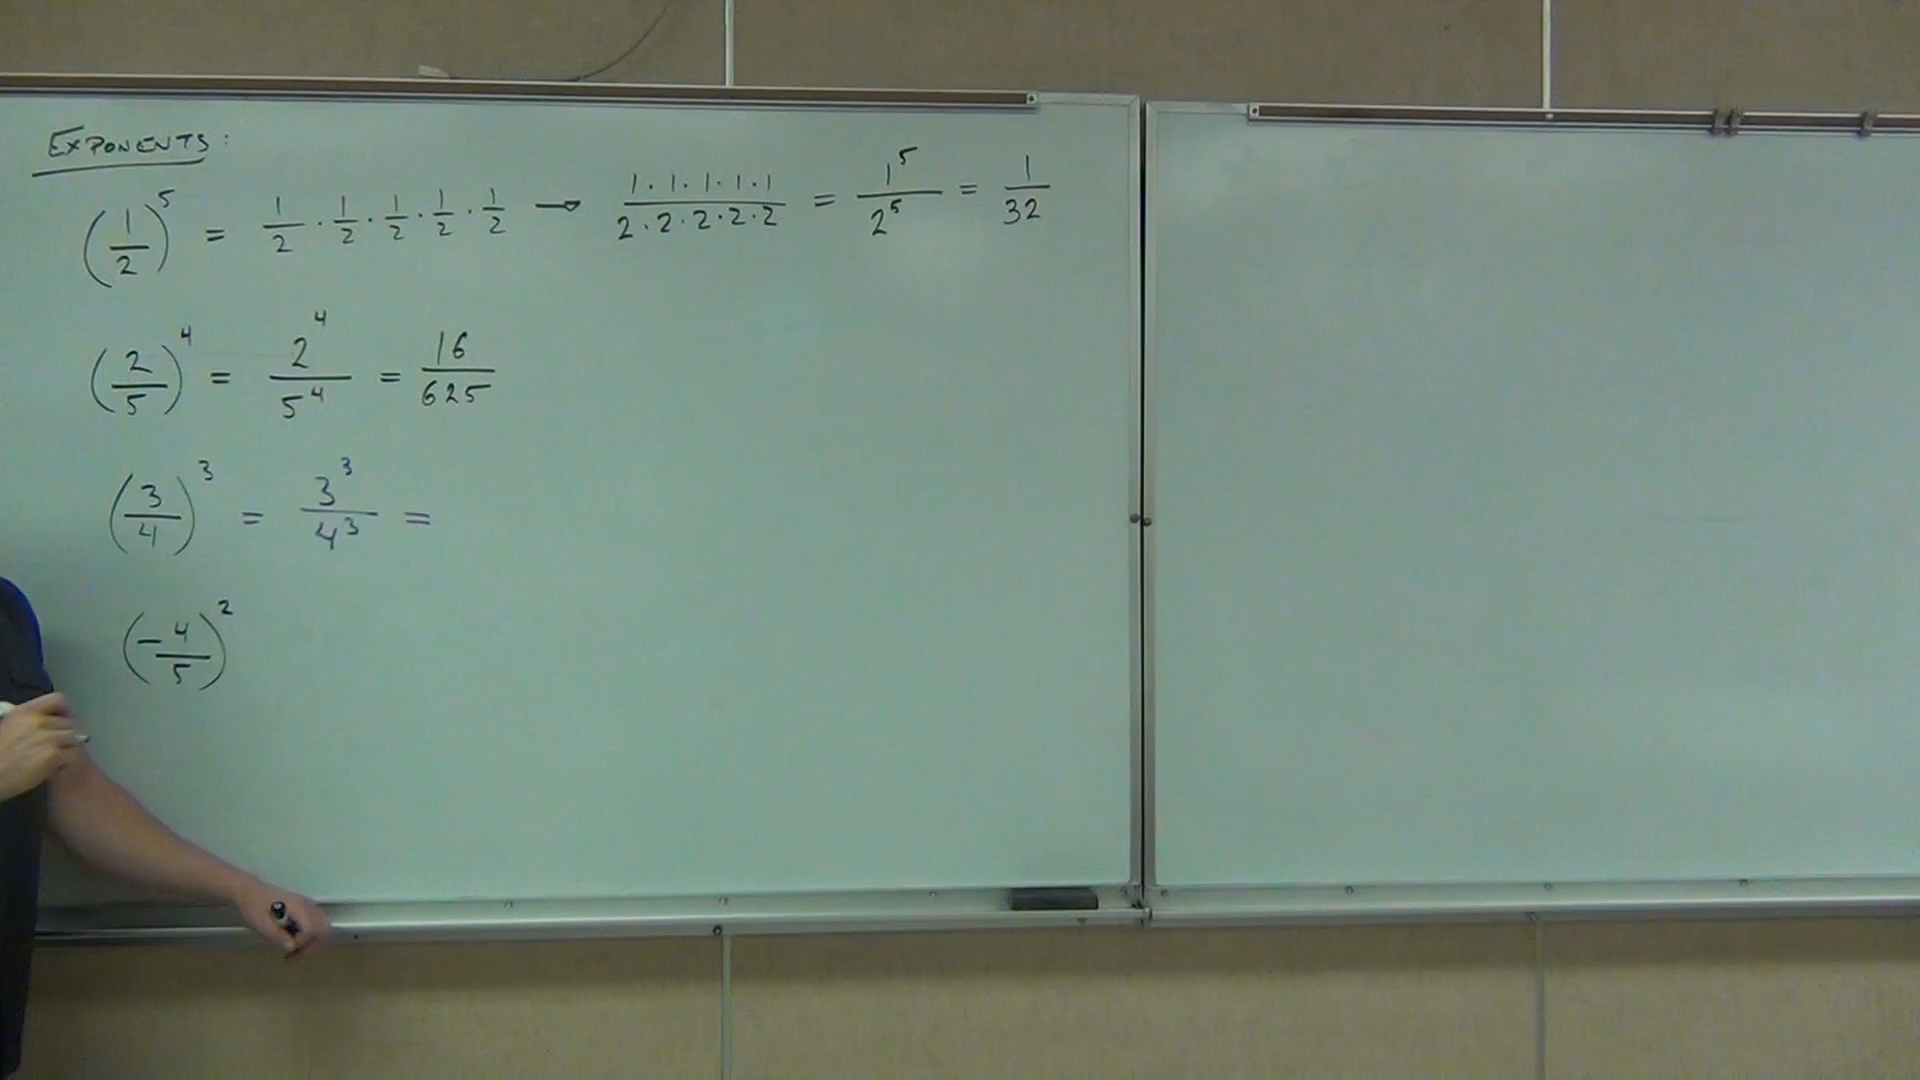 EXPONENTS:
(1/2)^5 = 1/2 · 1/2 · 1/2 · 1/2 · 1/2 → 1·1·1·1·1/2·2·2·2·2 = 1^5/2^5 = 1/32
(2/5)^4 = 2^4/5^4 = 16/625
(3/4)^3 = 3^3/4^3 =
(-4/5)^2